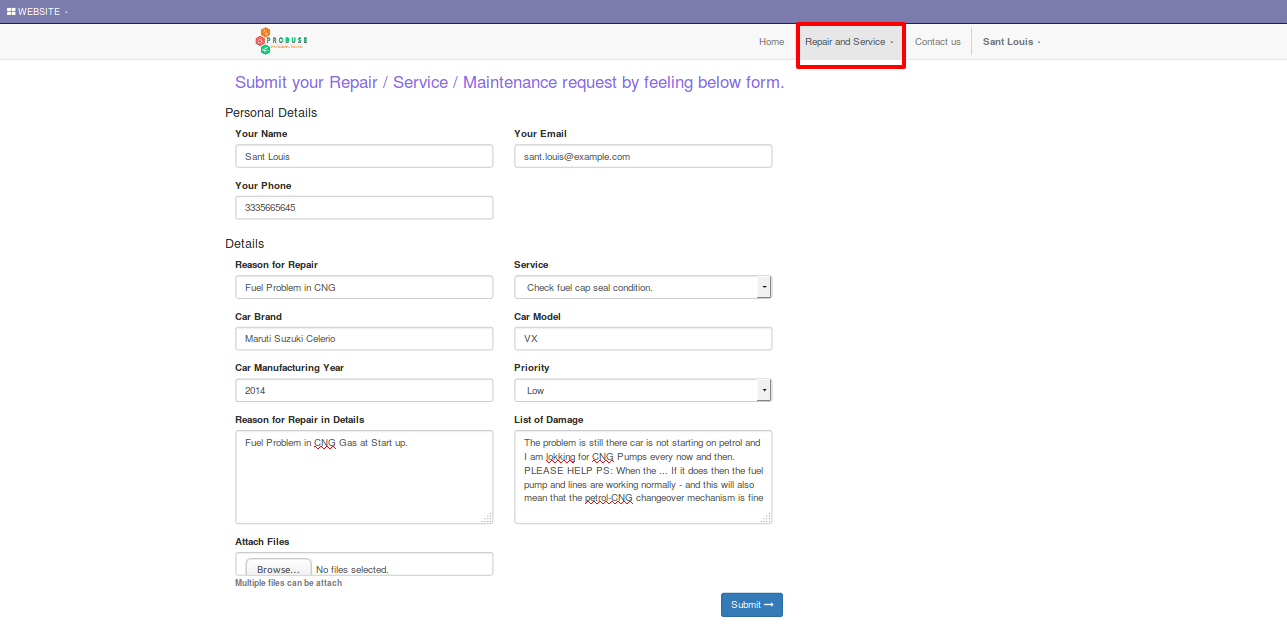 WEBSITE
PROBUSE
Home
Repair and Service
Contact us
Sant Louis
Submit your Repair / Service / Maintenance request by feeling below form.
Personal Details
Your Name
Your Email
Sant Louis
sant.louis@example.com
Your Phone
3335665645
Details
Reason for Repair
Service
Fuel Problem in CNG
Check fuel cap seal condition.
Car Brand
Car Model
Maruti Suzuki Celerio
VX
Car Manufacturing Year
Priority
2014
Low
Reason for Repair in Details
List of Damage
Fuel Problem in CNG Gas at Start up.
The problem is still there car is not starting on petrol and
I am lokking for CNG Pumps every now and then.
PLEASE HELP PS: When the ... If it does then the fuel
pump and lines are working normally - and this will also
mean that the petrol-CNG changeover mechanism is fine
Attach Files
Browse... No files selected.
Multiple files can be attach
Submit